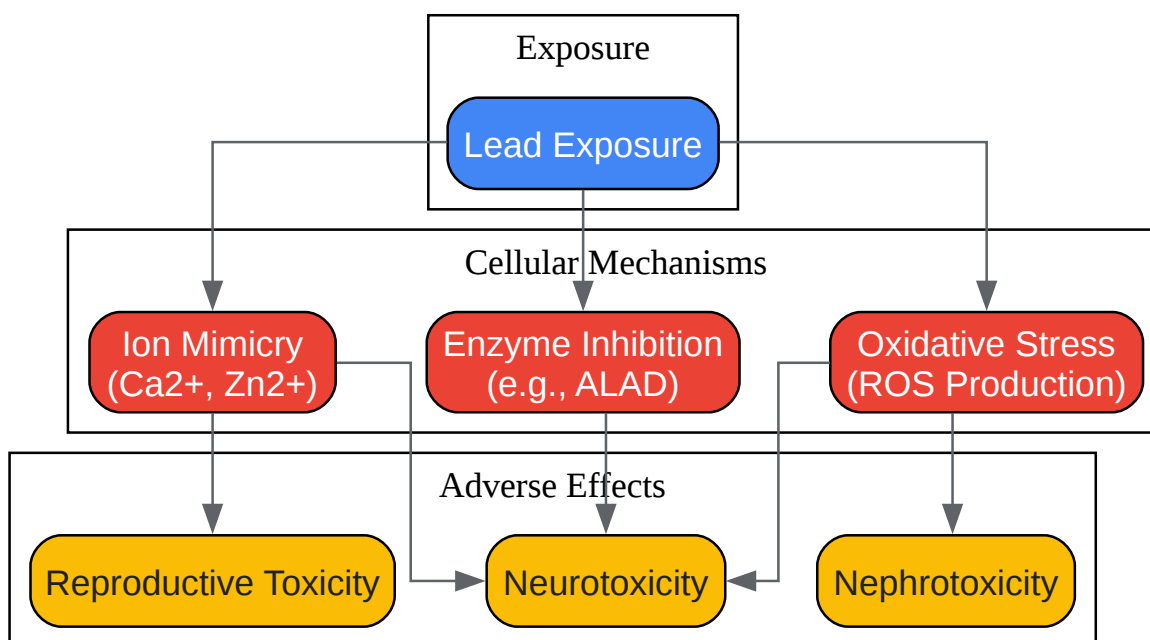 Exposure
Lead Exposure
Cellular Mechanisms
Ion Mimicry
(Ca2+, Zn2+)
Enzyme Inhibition
(e.g., ALAD)
Oxidative Stress
(ROS Production)
Adverse Effects
Reproductive Toxicity
Neurotoxicity
Nephrotoxicity